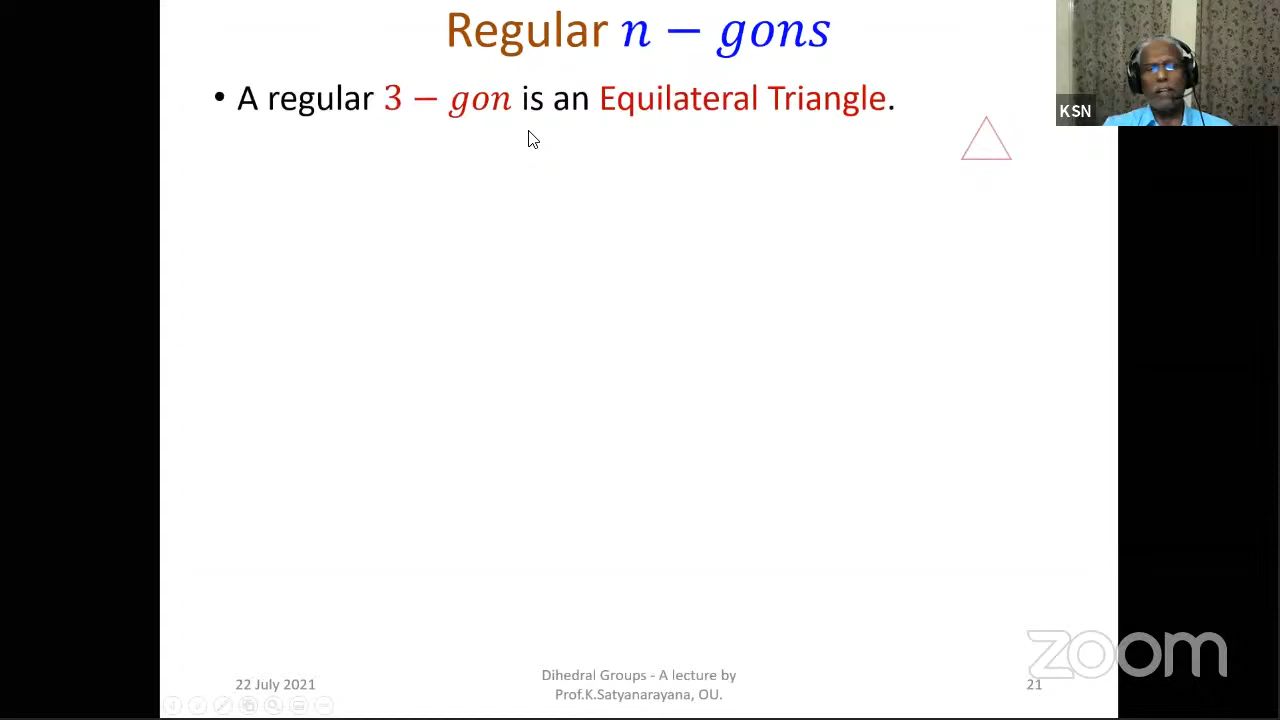 Regular n − gons
• A regular 3 − gon is an Equilateral Triangle.
KSN
22 July 2021
Dihedral Groups - A lecture by
Prof.K.Satyanarayana, OU.
21
zoom